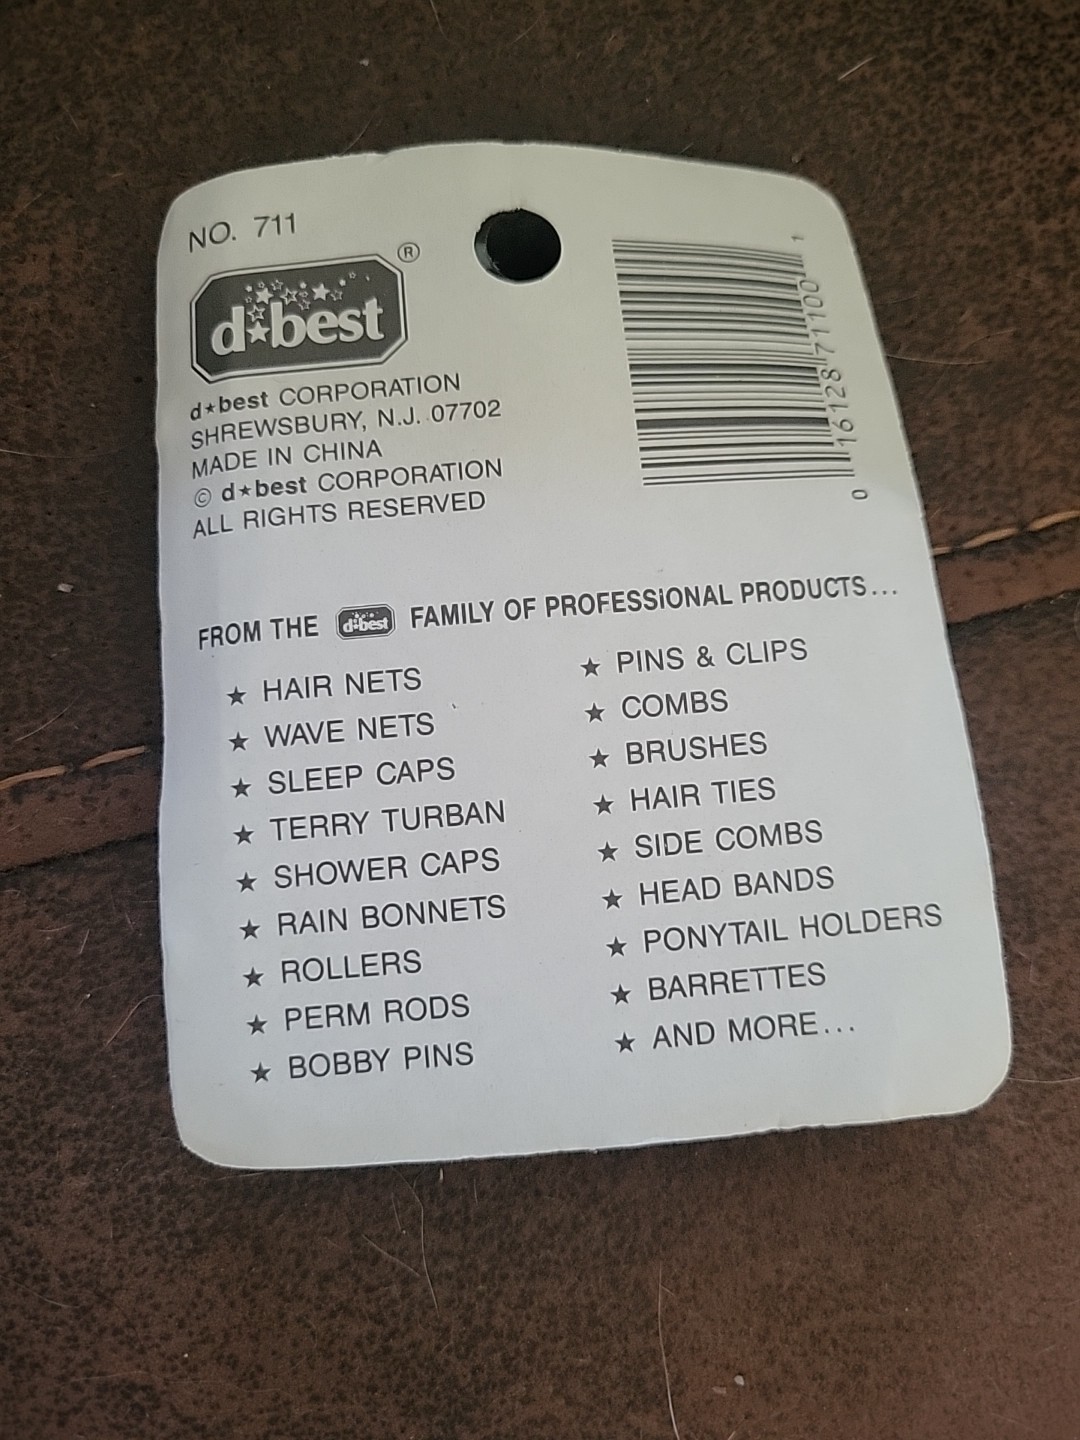 NO. 711
d★best ®
d★best CORPORATION
SHREWSBURY, N.J. 07702
MADE IN CHINA
© d★best CORPORATION
ALL RIGHTS RESERVED
0 16128 71100 1
FROM THE d★best FAMILY OF PROFESSiONAL PRODUCTS...
★ HAIR NETS
★ WAVE NETS
★ SLEEP CAPS
★ TERRY TURBAN
★ SHOWER CAPS
★ RAIN BONNETS
★ ROLLERS
★ PERM RODS
★ BOBBY PINS
★ PINS & CLIPS
★ COMBS
★ BRUSHES
★ HAIR TIES
★ SIDE COMBS
★ HEAD BANDS
★ PONYTAIL HOLDERS
★ BARRETTES
★ AND MORE...